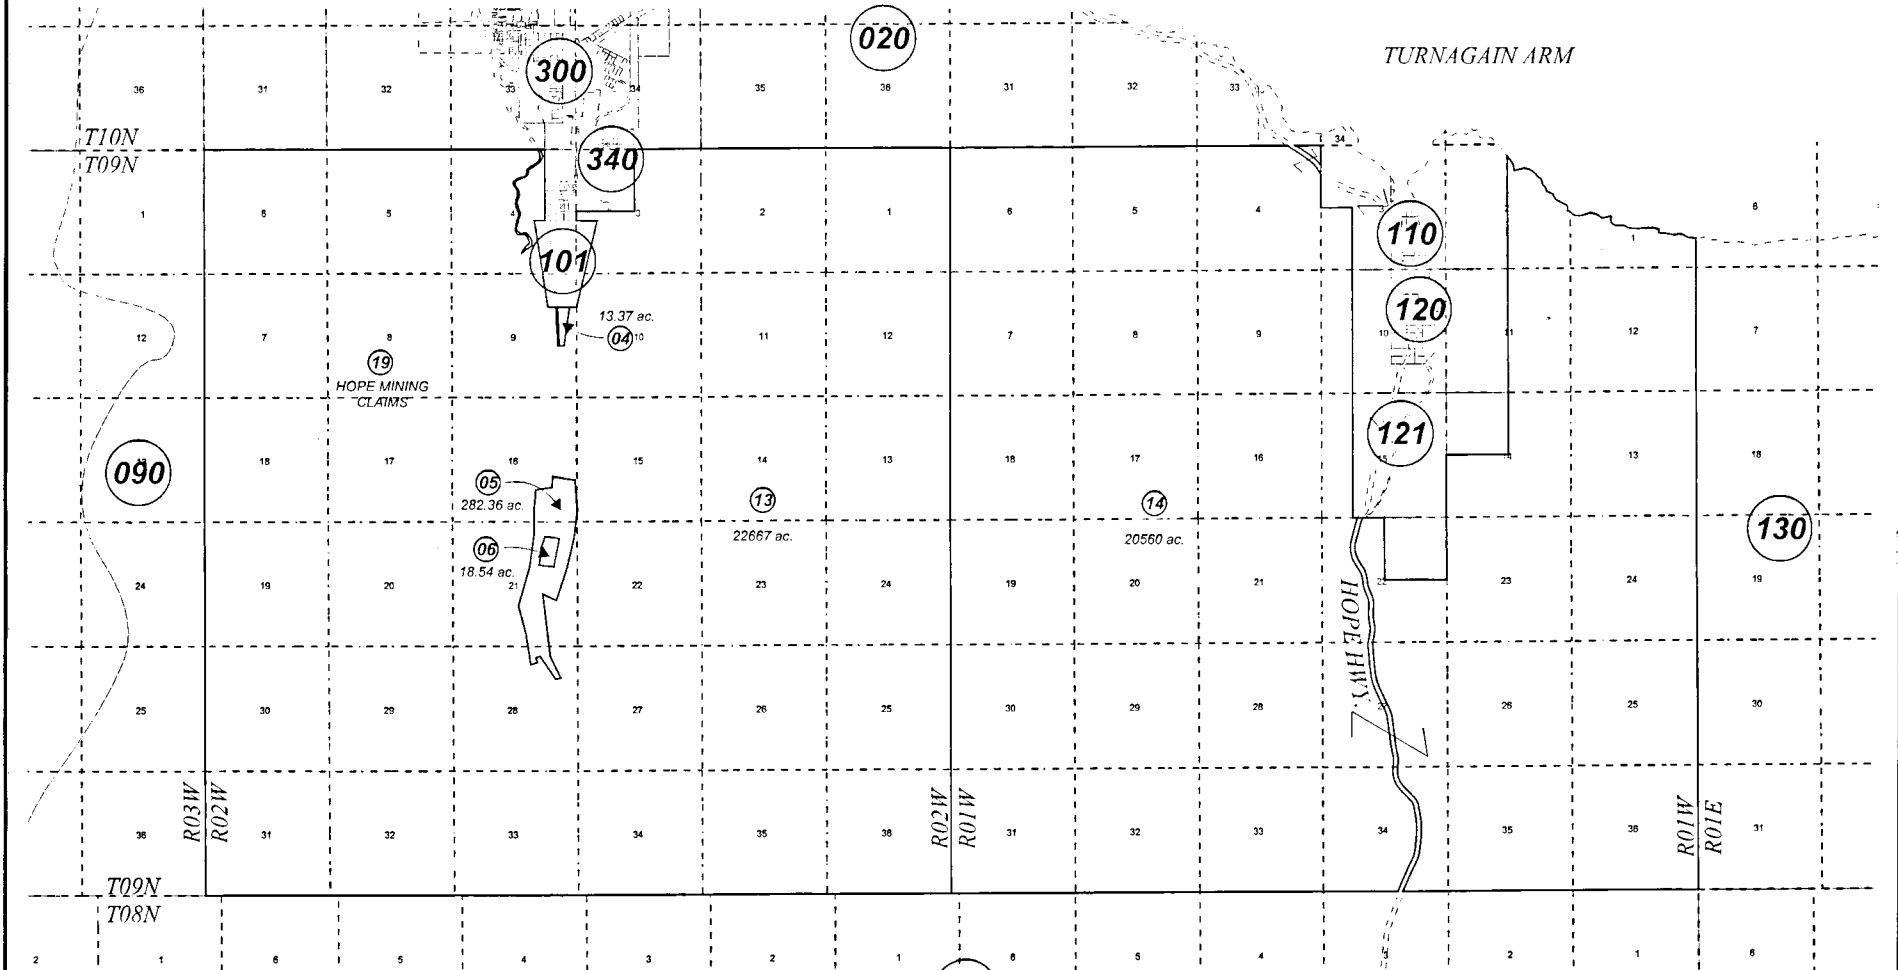 020
TURNAGAIN ARM
300
36 31 32 33 34 35 36 31 32 33
T10N
34
T09N
340
1 6 5 4 3 2 1 6 5 4 3 2 1 6
110
101
120
13.37 ac.
04
12 7 8 9 10 11 12 7 8 9 10 11 12 7
19
HOPE MINING
CLAIMS
121
090
18 17 16 15 14 13 18 17 16 15 14 13 18
05
282.36 ac.
13
14
22667 ac.
20560 ac.
130
06
18.54 ac.
24 19 20 21 22 23 24 19 20 21 22 23 24 19
HOPE HWY.
25 30 29 28 27 26 25 30 29 28 27 26 25 30
R03W
R02W
R02W
R01W
R01W
R01E
36 31 32 33 34 35 36 31 32 33 34 35 36 31
T09N
T08N
2 1 6 5 4 3 2 1 6 5 4 3 2 1 6